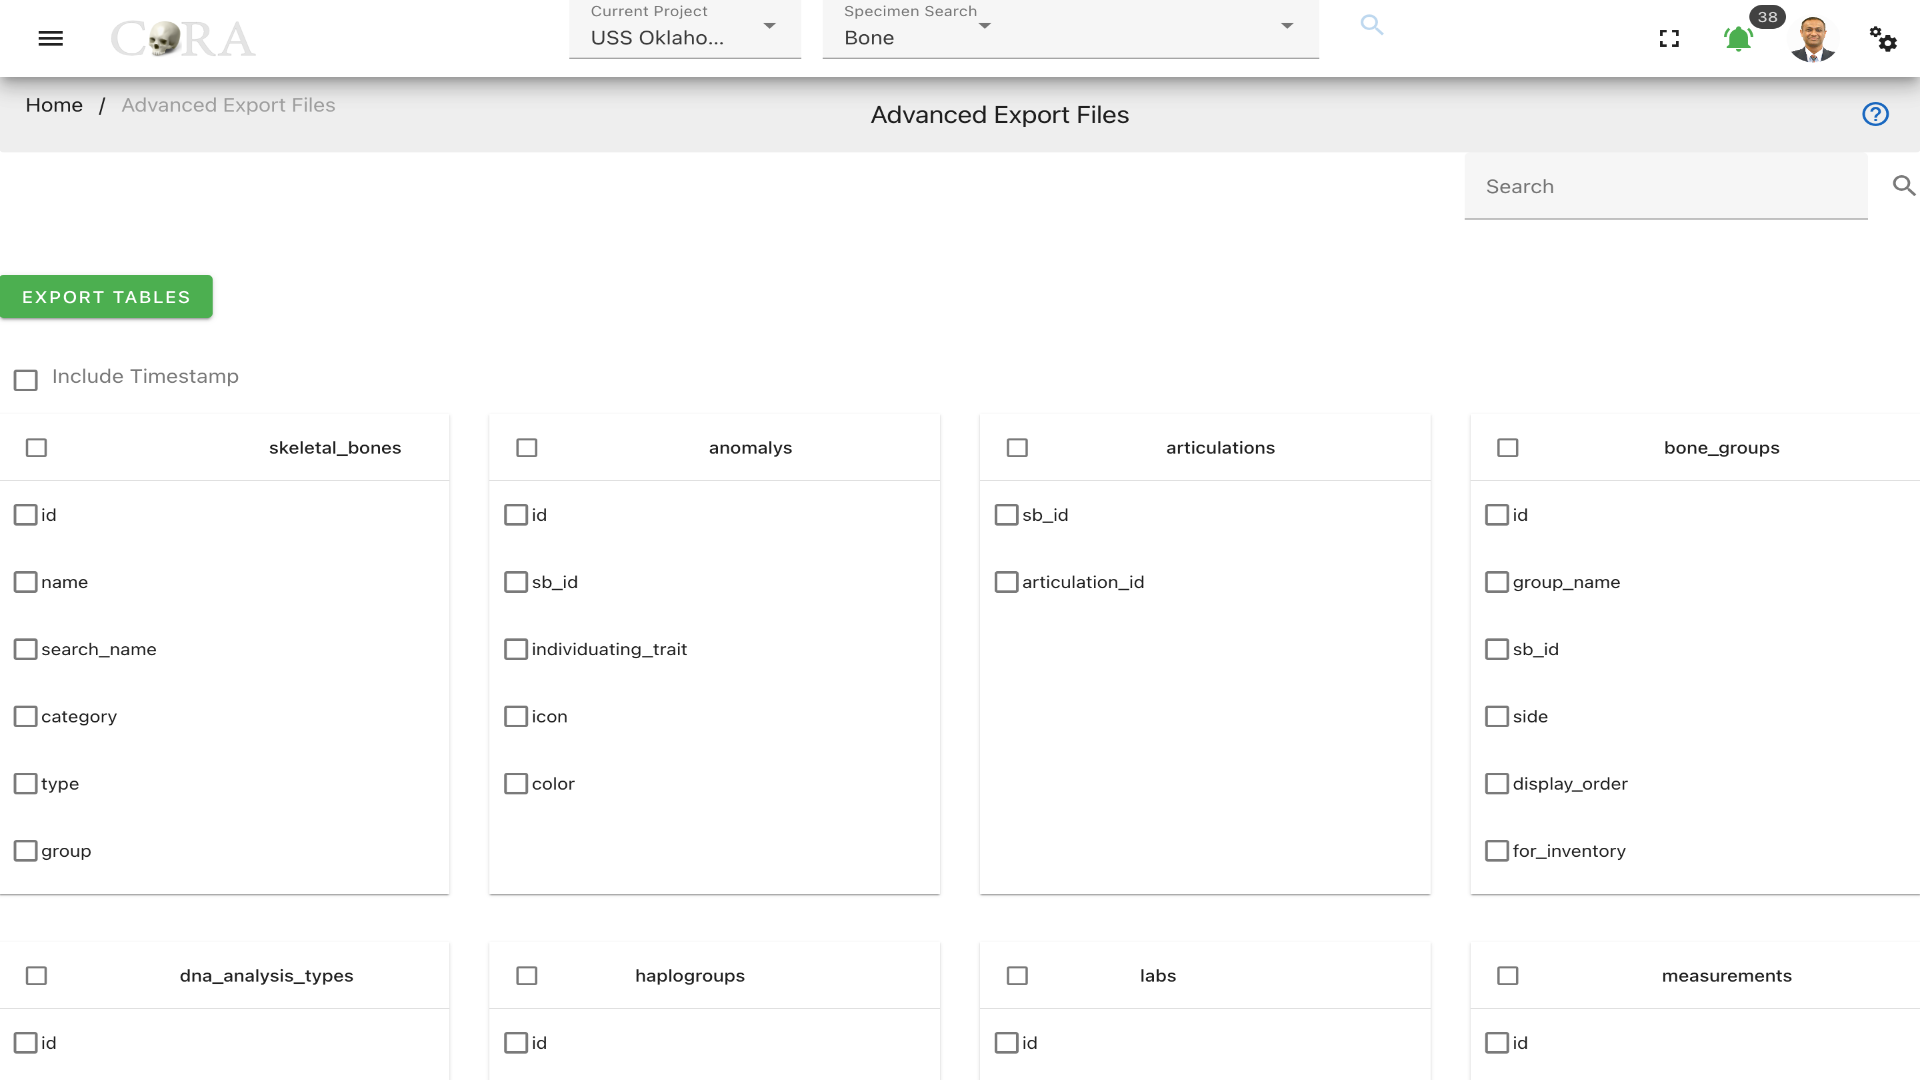 CORA
Current Project
USS Oklaho...
Specimen Search
Bone
38
Home / Advanced Export Files
Advanced Export Files
Search
EXPORT TABLES
Include Timestamp
skeletal_bones
id
name
search_name
category
type
group
anomalys
id
sb_id
individuating_trait
icon
color
articulations
sb_id
articulation_id
bone_groups
id
group_name
sb_id
side
display_order
for_inventory
dna_analysis_types
id
haplogroups
id
labs
id
measurements
id